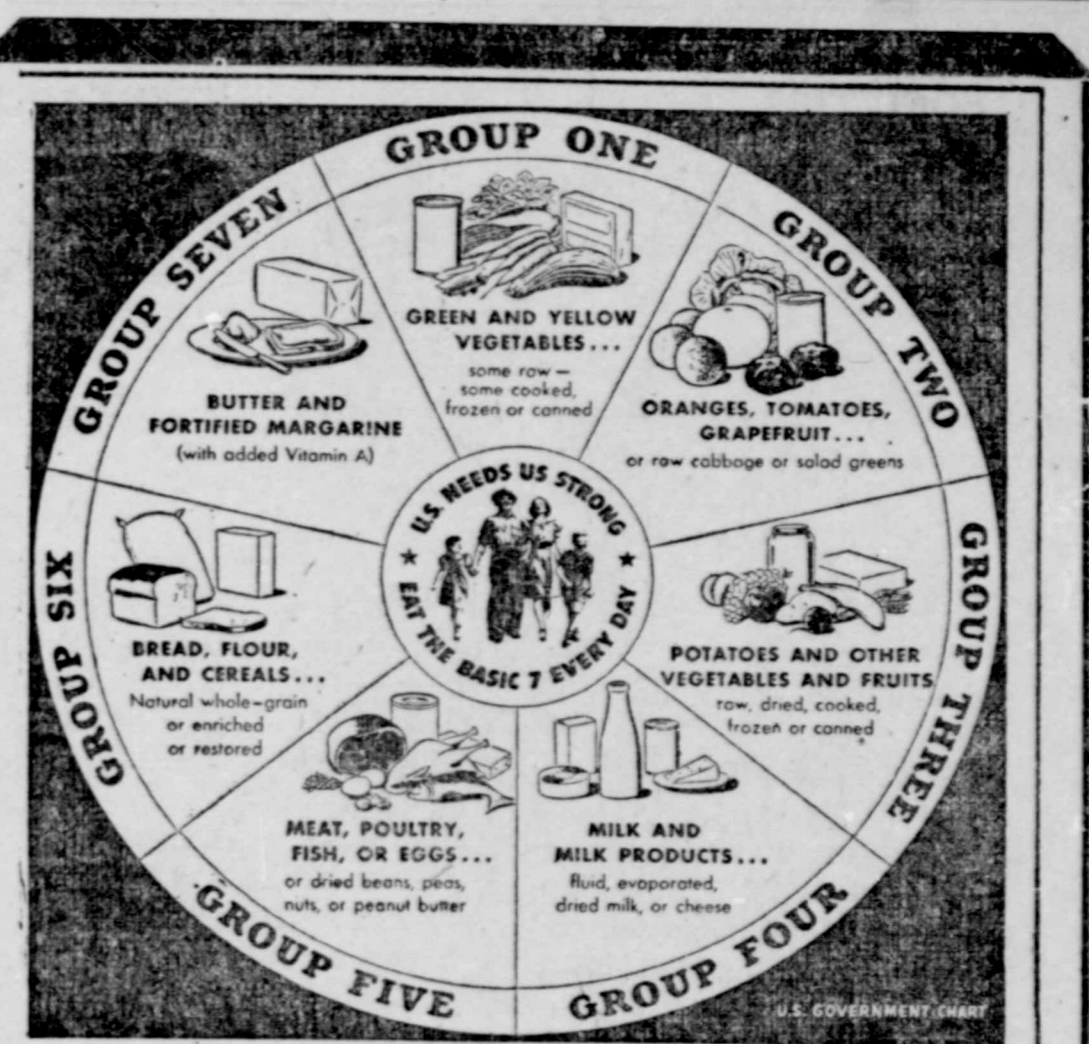 GROUP ONE
GREEN AND YELLOW
VEGETABLES...
some raw—
some cooked,
frozen or canned
GROUP TWO
ORANGES, TOMATOES,
GRAPEFRUIT...
or raw cabbage or salad greens
GROUP THREE
POTATOES AND OTHER
VEGETABLES AND FRUITS
raw, dried, cooked,
frozen or canned
GROUP FOUR
MILK AND
MILK PRODUCTS...
fluid, evaporated,
dried milk, or cheese
GROUP FIVE
MEAT, POULTRY,
FISH, OR EGGS...
or dried beans, peas,
nuts, or peanut butter
GROUP SIX
BREAD, FLOUR,
AND CEREALS...
Natural whole-grain
or enriched
or restored
GROUP SEVEN
BUTTER AND
FORTIFIED MARGARINE
(with added Vitamin A)
U.S. NEEDS US STRONG
EAT THE BASIC 7 EVERY DAY
U.S. GOVERNMENT CHART